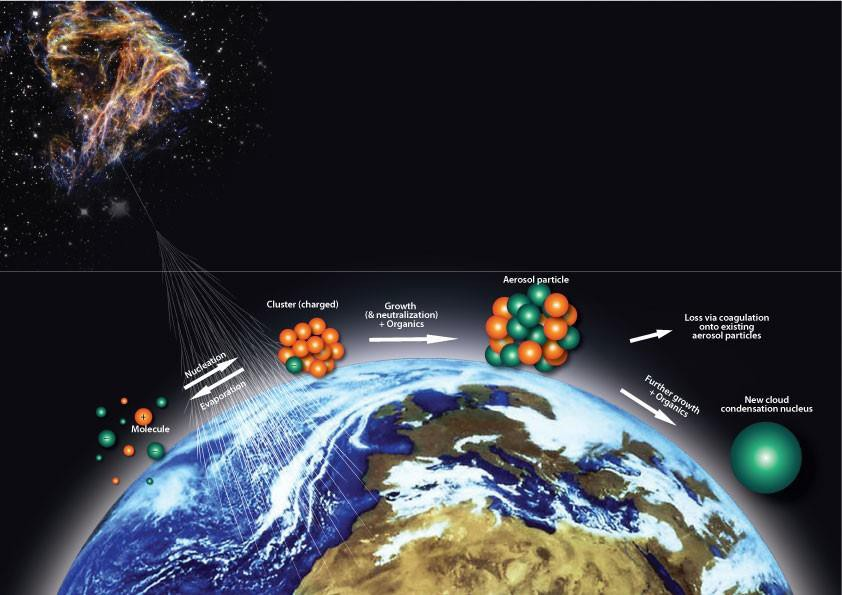 Aerosol particle
Cluster (charged)
Growth
(& neutralization)
+ Organics
Loss via coagulation
onto existing
aerosol particles
Nucleation
Evaporation
Further growth
+ Organics
New cloud
condensation nucleus
+
Molecule